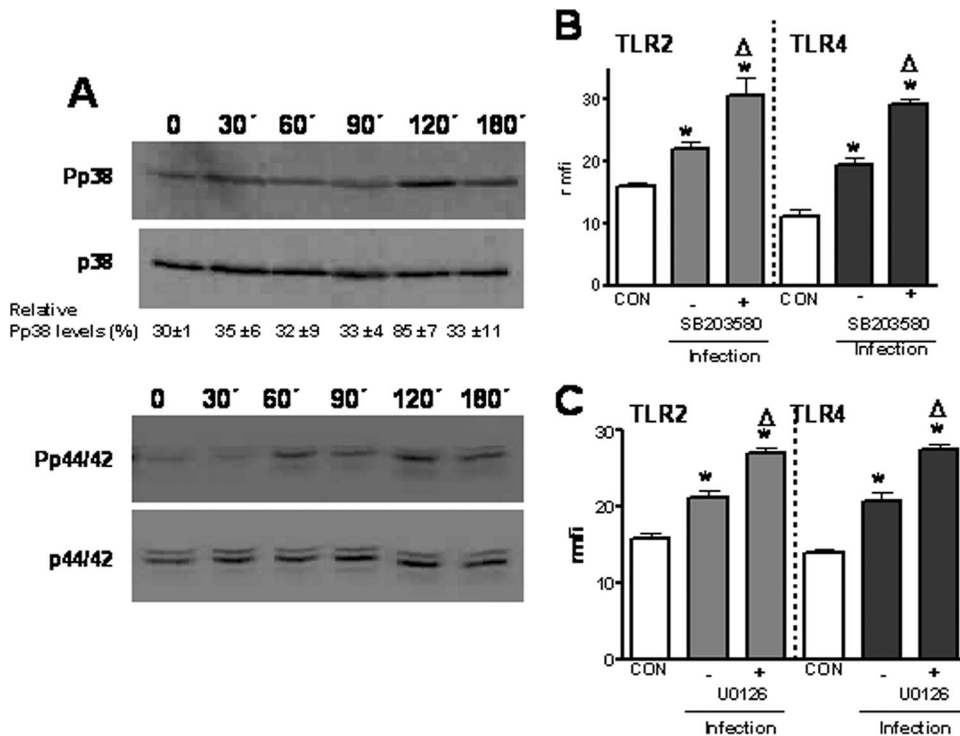 A
0 30´ 60´ 90´ 120´ 180´
Pp38
p38
Relative
Pp38 levels (%) 30±1 35 ±6 32 ±9 33 ±4 85 ±7 33 ±11
0 30´ 60´ 90´ 120´ 180´
Pp44/42
p44/42
B
TLR2 TLR4
Δ Δ
* * * *
30
20
10
0
rmfi
CON - + CON - +
SB203580 SB203580
Infection Infection
C
TLR2 TLR4
Δ Δ
* * * *
30
20
10
0
rmfi
CON - + CON - +
U0126 U0126
Infection Infection